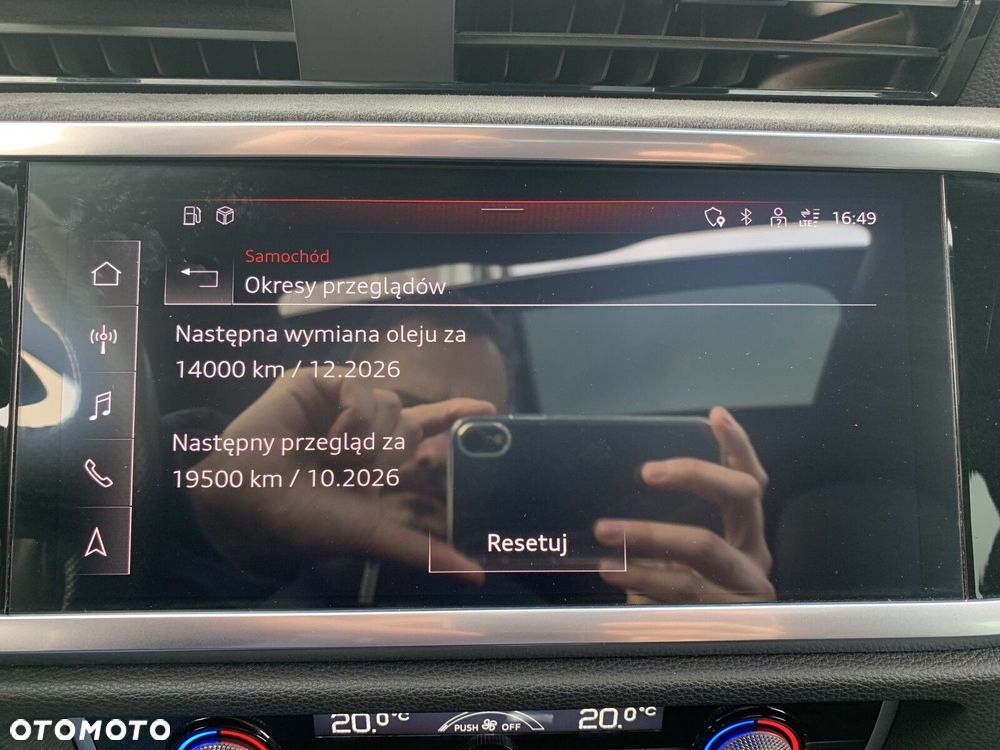 LTE
16:49
Samochód
Okresy przeglądów
Następna wymiana oleju za
14000 km / 12.2026
Następny przegląd za
19500 km / 10.2026
Resetuj
20.0°C
PUSH OFF
20.0°C
OTOMOTO